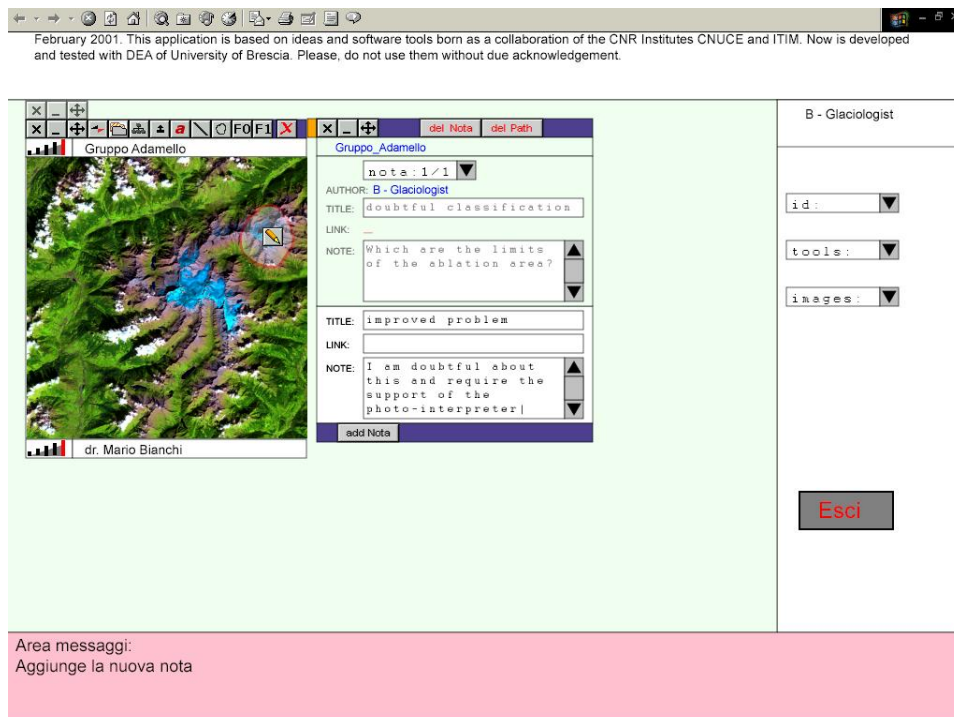 February 2001. This application is based on ideas and software tools born as a collaboration of the CNR Institutes CNUCE and ITIM. Now is developed
and tested with DEA of University of Brescia. Please, do not use them without due acknowledgement.
B - Glaciologist
a F0 F1 X
del Nota del Path
Gruppo Adamello
Gruppo_Adamello
nota:1/1
AUTHOR: B - Glaciologist
TITLE: doubtful classification
LINK:
NOTE: Which are the limits
of the ablation area?
TITLE: improved problem
LINK:
NOTE: I am doubtful about
this and require the
support of the
photo-interpreter|
add Nota
dr. Mario Bianchi
id:
tools:
images:
Esci
Area messaggi:
Aggiunge la nuova nota